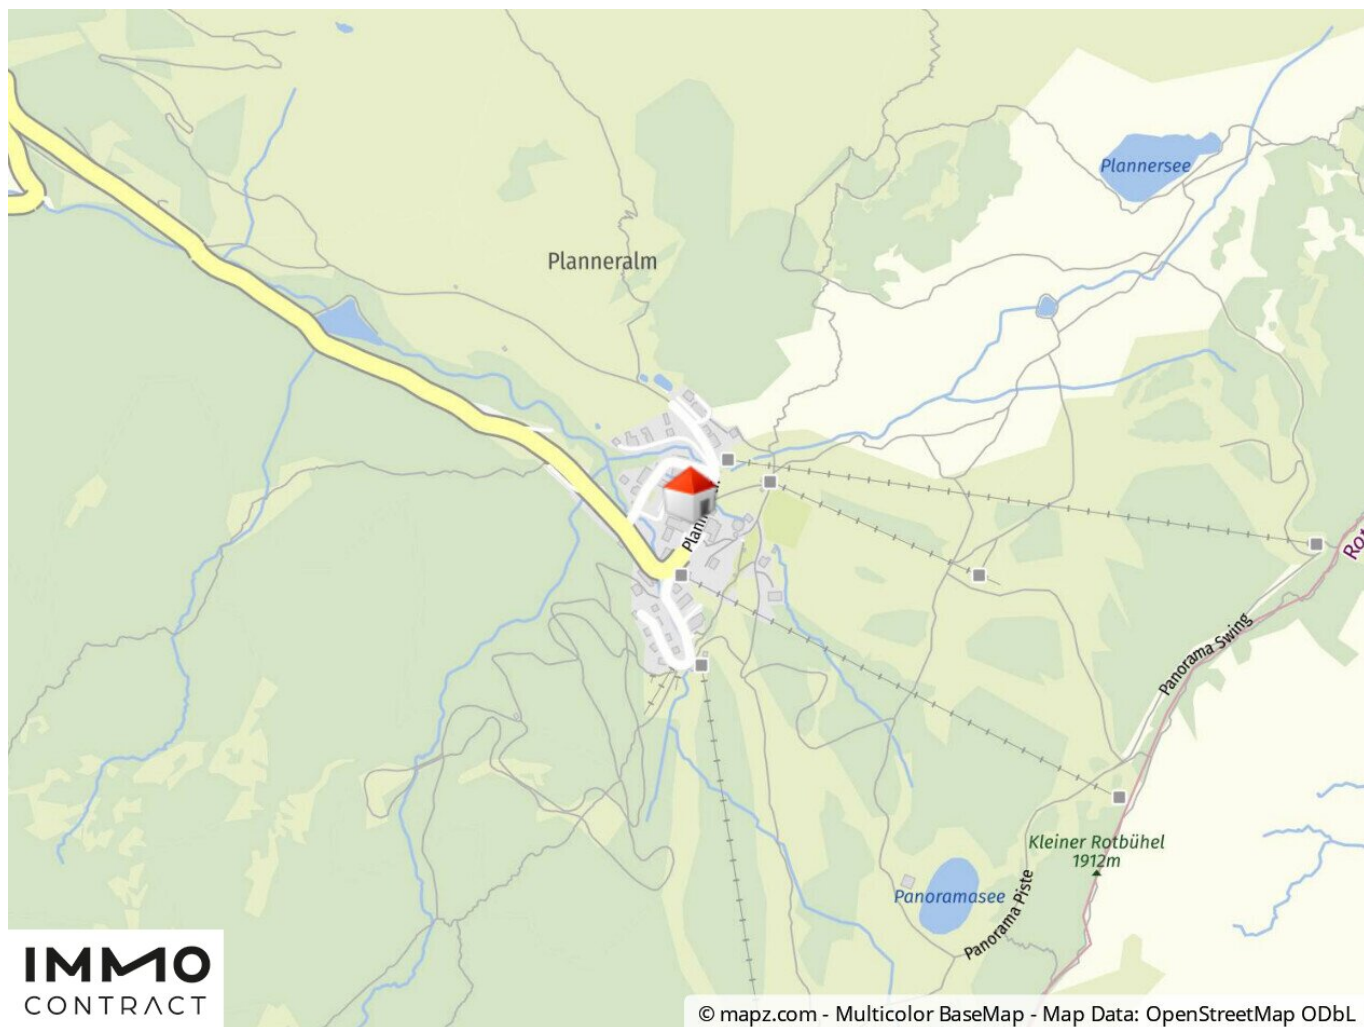 Plannersee
Planneralm
Plann
Rot
Panorama Swing
Kleiner Rotbühel
1912m
Panoramasee
Panorama Piste
IMMO
CONTRACT
© mapz.com - Multicolor BaseMap - Map Data: OpenStreetMap ODbL